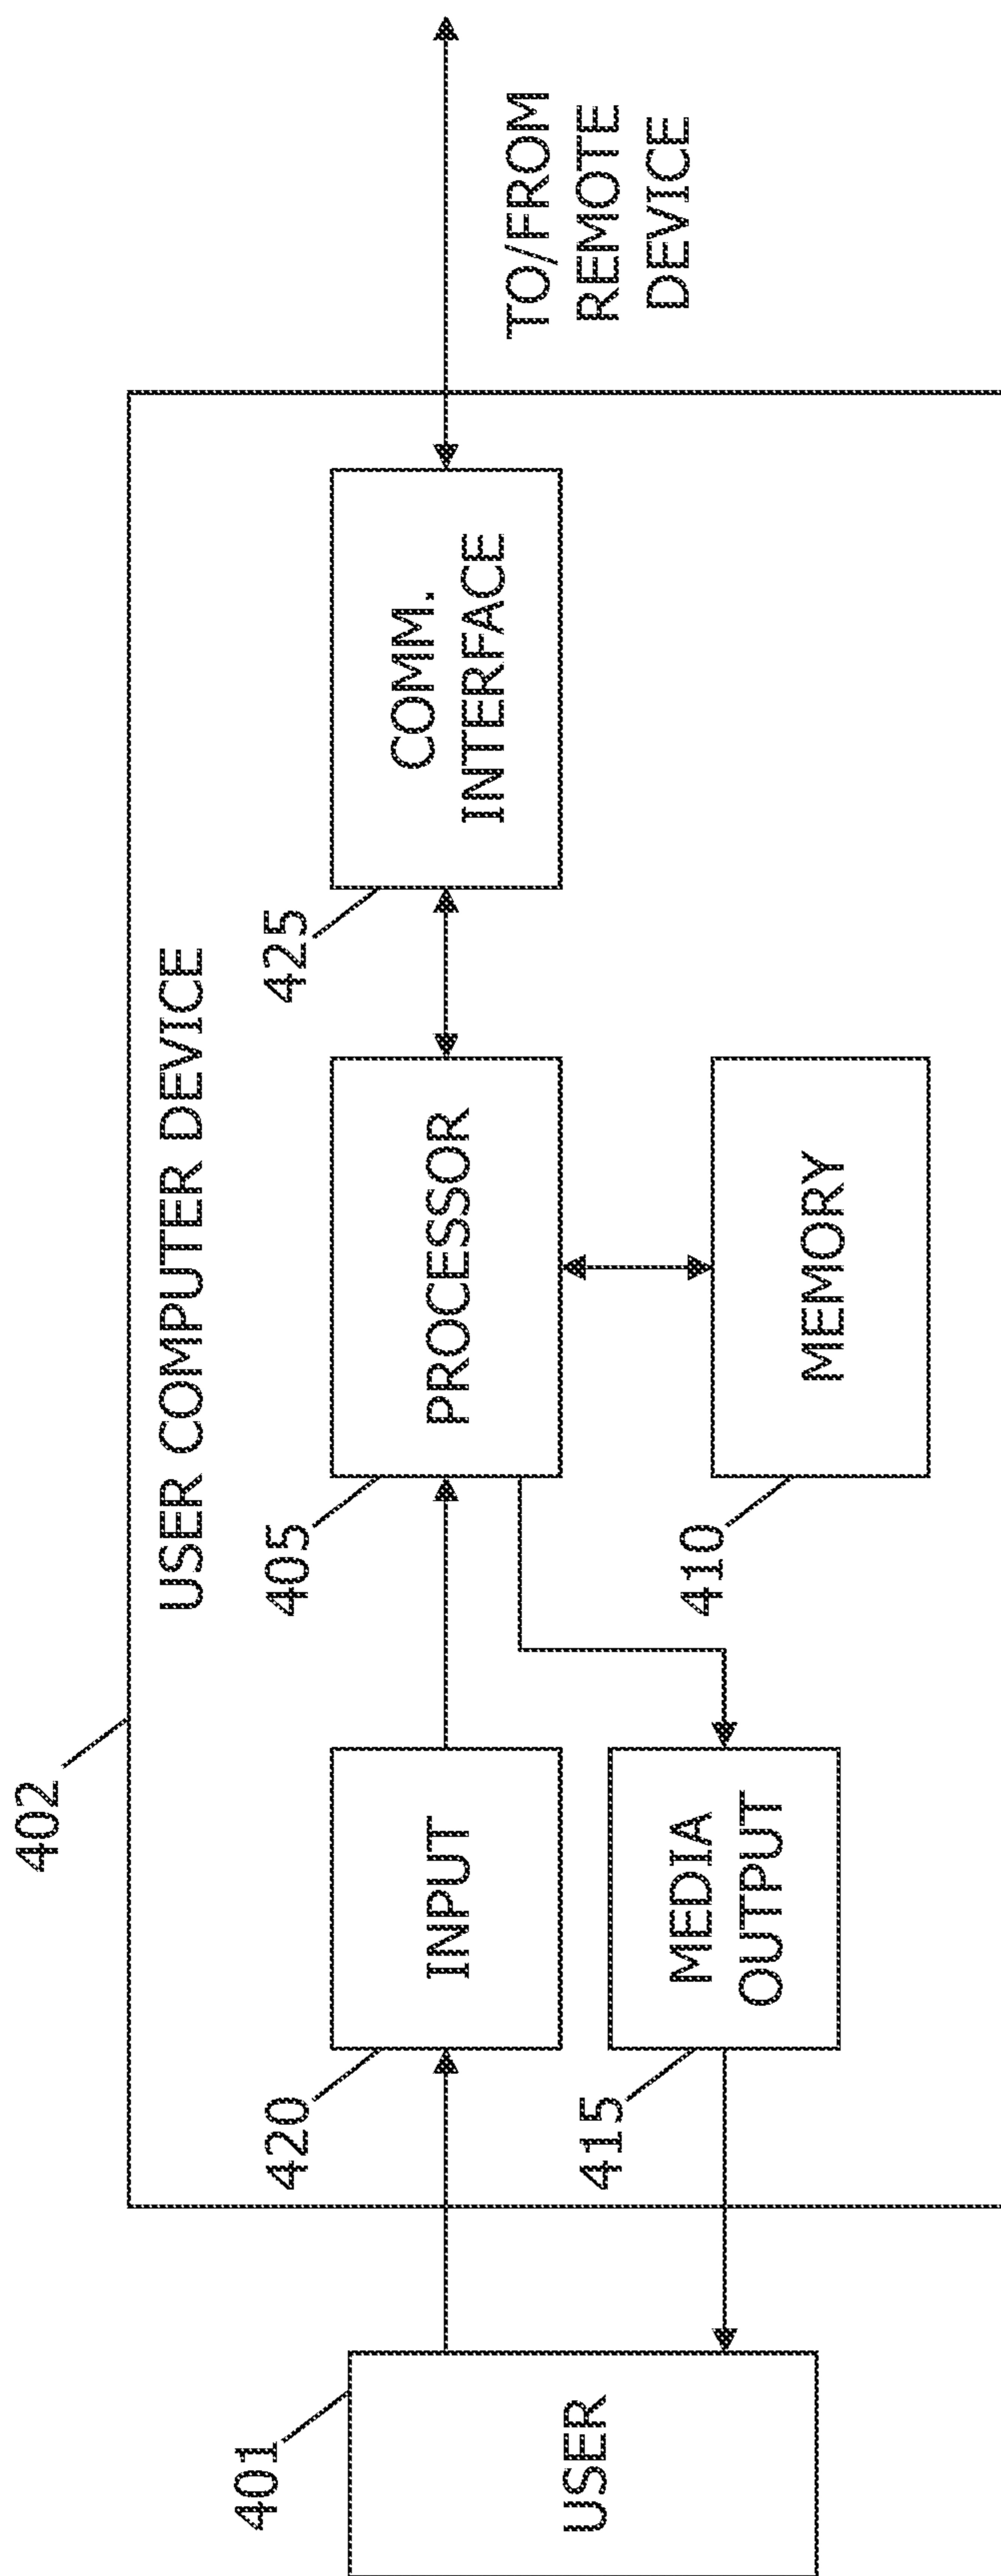 402
USER COMPUTER DEVICE
401
USER
420
INPUT
415
MEDIA
OUTPUT
405
PROCESSOR
410
MEMORY
425
COMM.
INTERFACE
TO/FROM
REMOTE
DEVICE